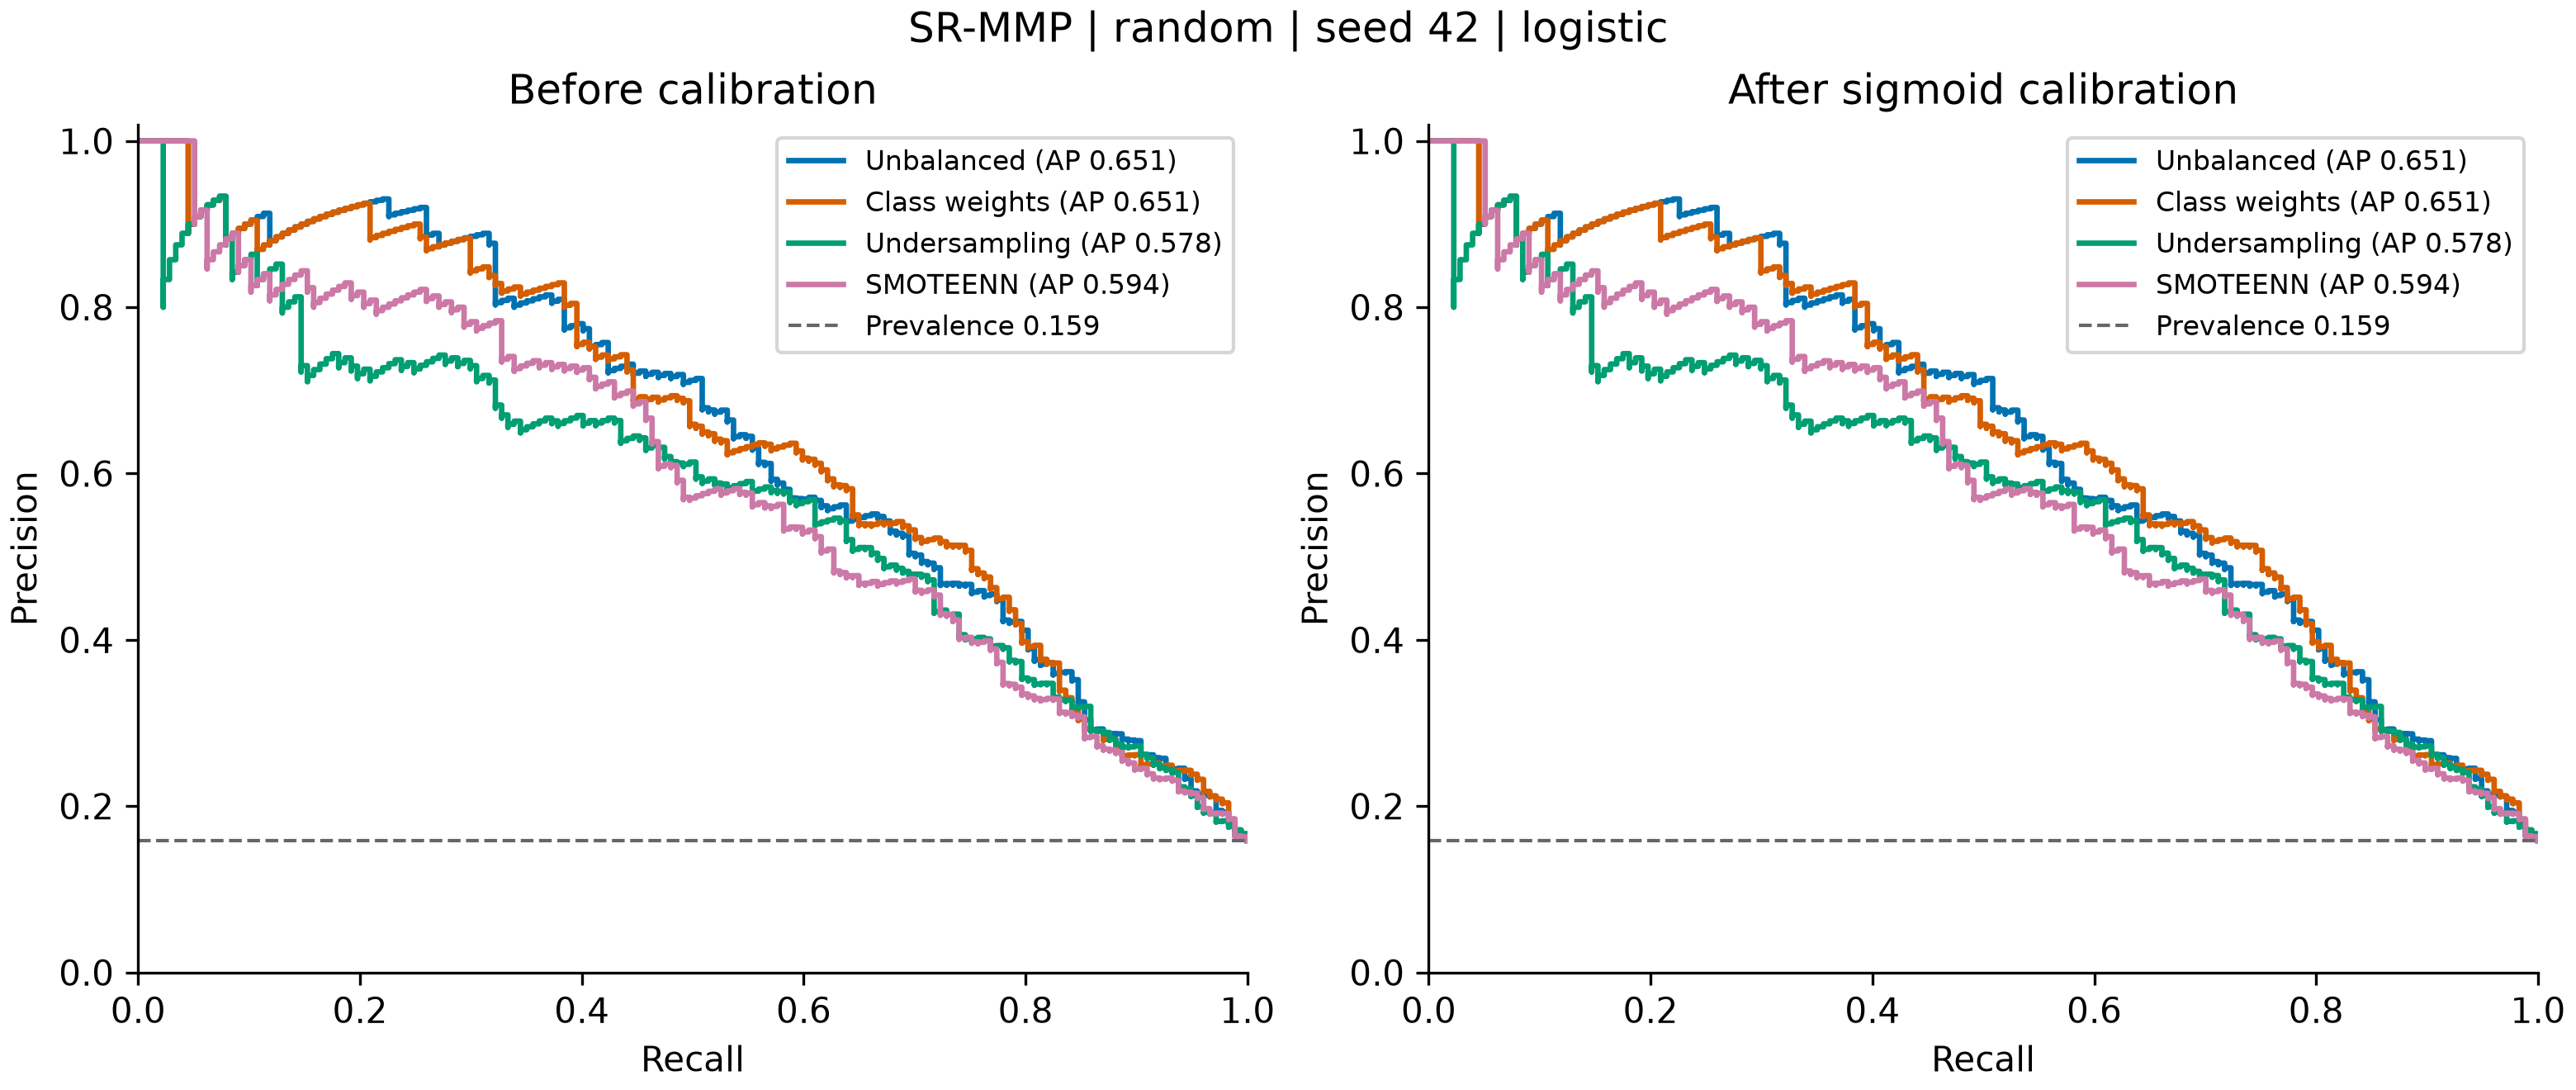 SR-MMP | random | seed 42 | logistic
Before calibration
Precision
1.0
0.8
0.6
0.4
0.2
0.0
Unbalanced (AP 0.651)
Class weights (AP 0.651)
Undersampling (AP 0.578)
SMOTEENN (AP 0.594)
Prevalence 0.159
0.0 0.2 0.4 0.6 0.8 1.0
Recall
After sigmoid calibration
Precision
1.0
0.8
0.6
0.4
0.2
0.0
Unbalanced (AP 0.651)
Class weights (AP 0.651)
Undersampling (AP 0.578)
SMOTEENN (AP 0.594)
Prevalence 0.159
0.0 0.2 0.4 0.6 0.8 1.0
Recall